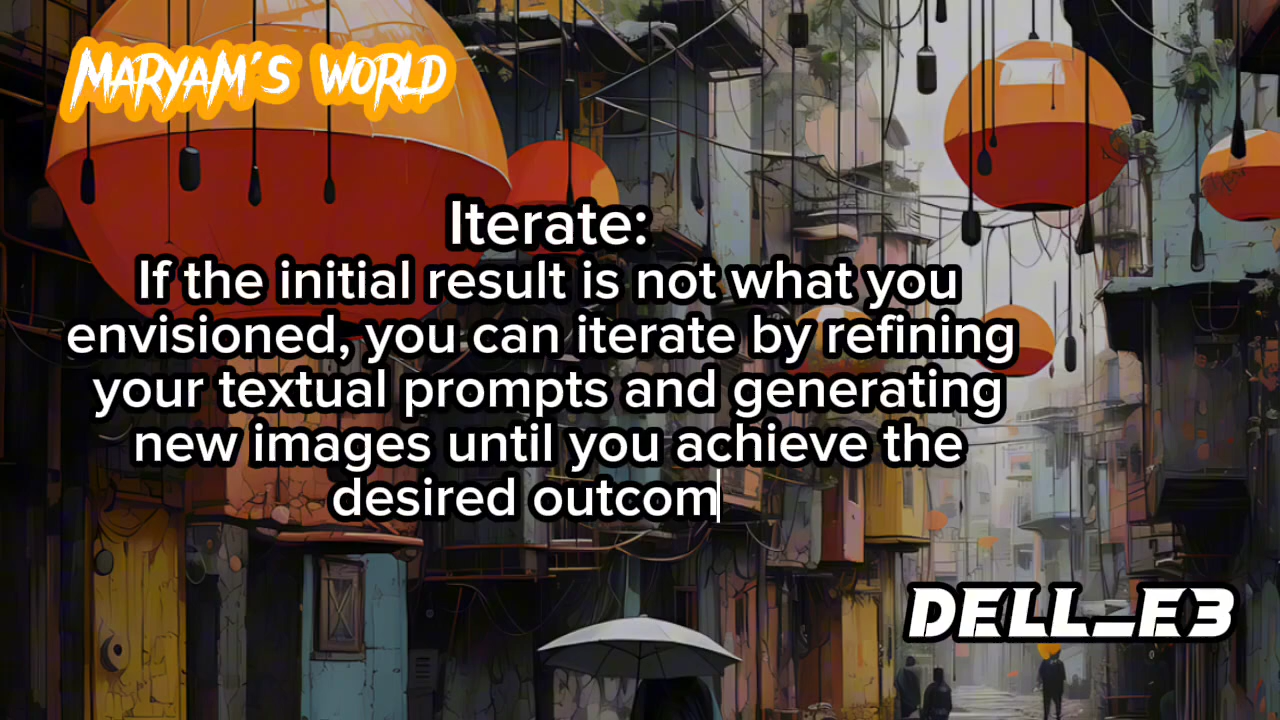 MARYAM'S WORLD
Iterate:
If the initial result is not what you
envisioned, you can iterate by refining
your textual prompts and generating
new images until you achieve the
desired outcom
DELL_E3